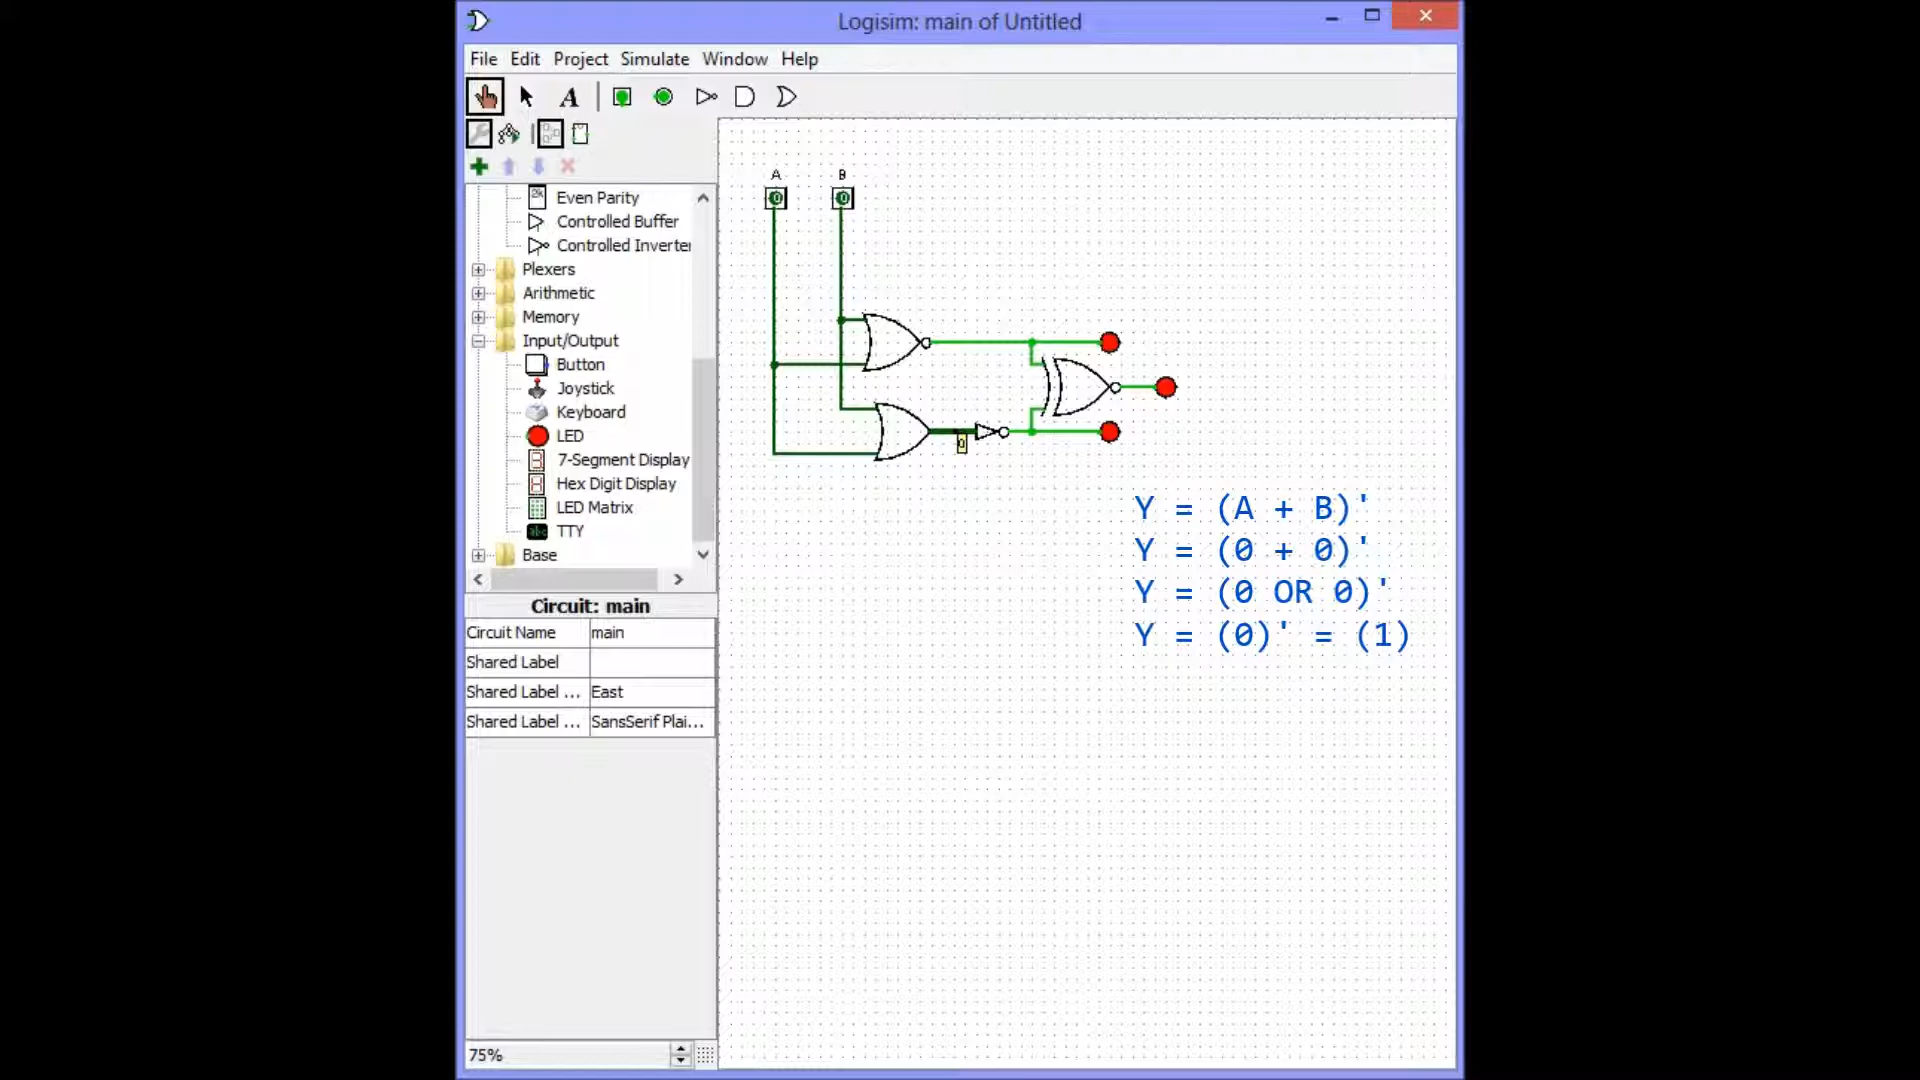 Logisim: main of Untitled
File Edit Project Simulate Window Help
A
A B
0 0
Even Parity
Controlled Buffer
Controlled Inverter
Plexers
Arithmetic
Memory
Input/Output
Button
Joystick
Keyboard
LED
7-Segment Display
Hex Digit Display
LED Matrix
TTY
Base
0
Y = (A + B)'
Y = (0 + 0)'
Y = (0 OR 0)'
Y = (0)' = (1)
Circuit: main
Circuit Name main
Shared Label
Shared Label ... East
Shared Label ... SansSerif Plai...
75%